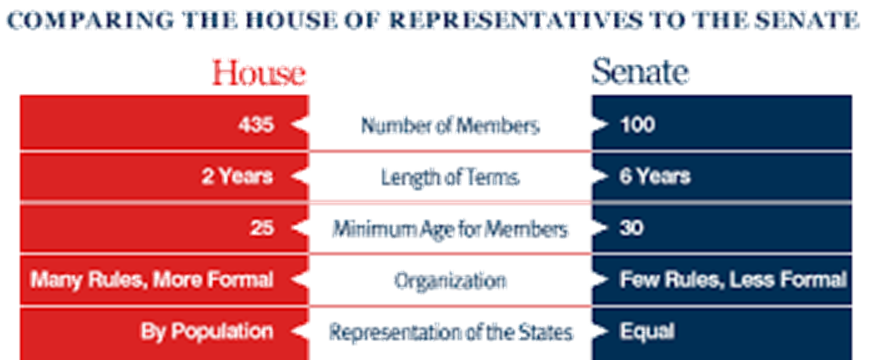 COMPARING THE HOUSE OF REPRESENTATIVES TO THE SENATE
House Senate
435 Number of Members 100
2 Years Length of Terms 6 Years
25 Minimum Age for Members 30
Many Rules, More Formal Organization Few Rules, Less Formal
By Population Representation of the States Equal